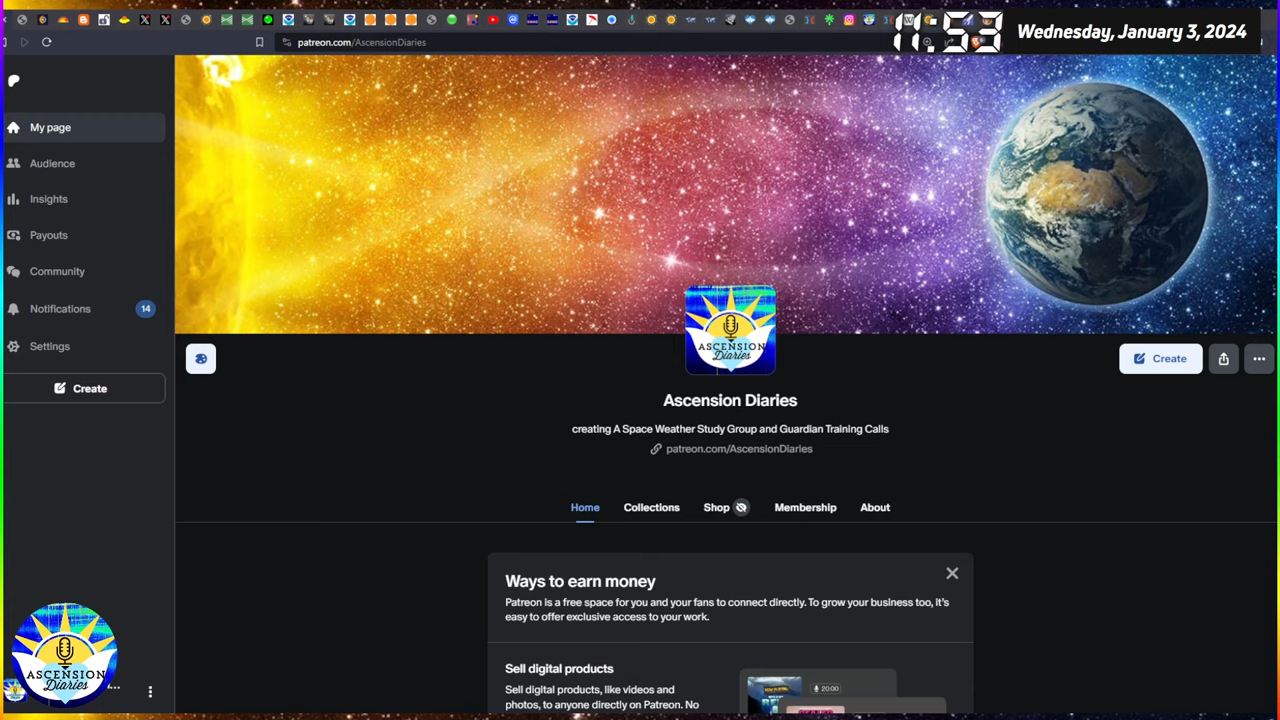 11:53
Wednesday, January 3, 2024
patreon.com/AscensionDiaries
My page
Audience
Insights
Payouts
Community
Notifications
14
Settings
Create
Create
ASCENSION
Diaries
Ascension Diaries
creating A Space Weather Study Group and Guardian Training Calls
patreon.com/AscensionDiaries
Home
Collections
Shop
Membership
About
Ways to earn money
Patreon is a free space for you and your fans to connect directly. To grow your business too, it's
easy to offer exclusive access to your work.
Sell digital products
Sell digital products, like videos and
photos, to anyone directly on Patreon. No
20:00
ASCENSION
Diaries